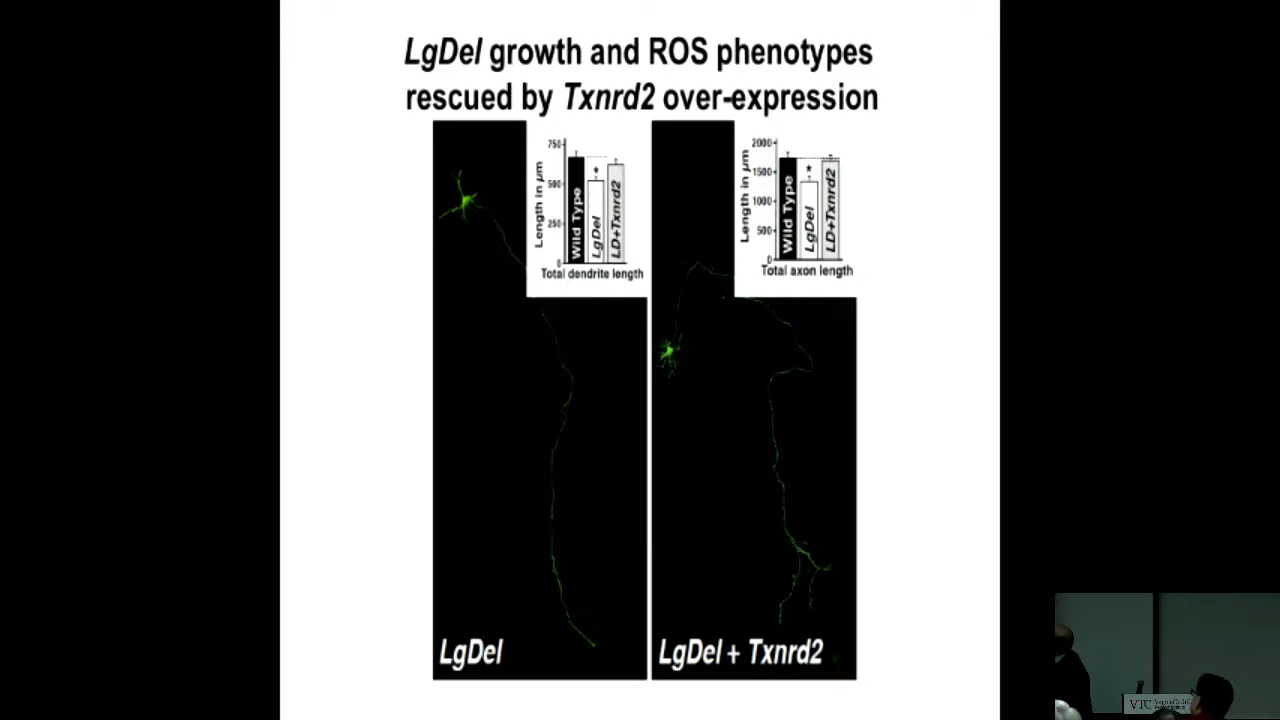 LgDel growth and ROS phenotypes
rescued by Txnrd2 over-expression
750
500
250
0
Length in µm
Wild Type
LgDel
LD+Txnrd2
*
Total dendrite length
2000
1500
1000
500
0
Length in µm
Wild Type
LgDel
LD+Txnrd2
*
Total axon length
LgDel
LgDel + Txnrd2
VTC